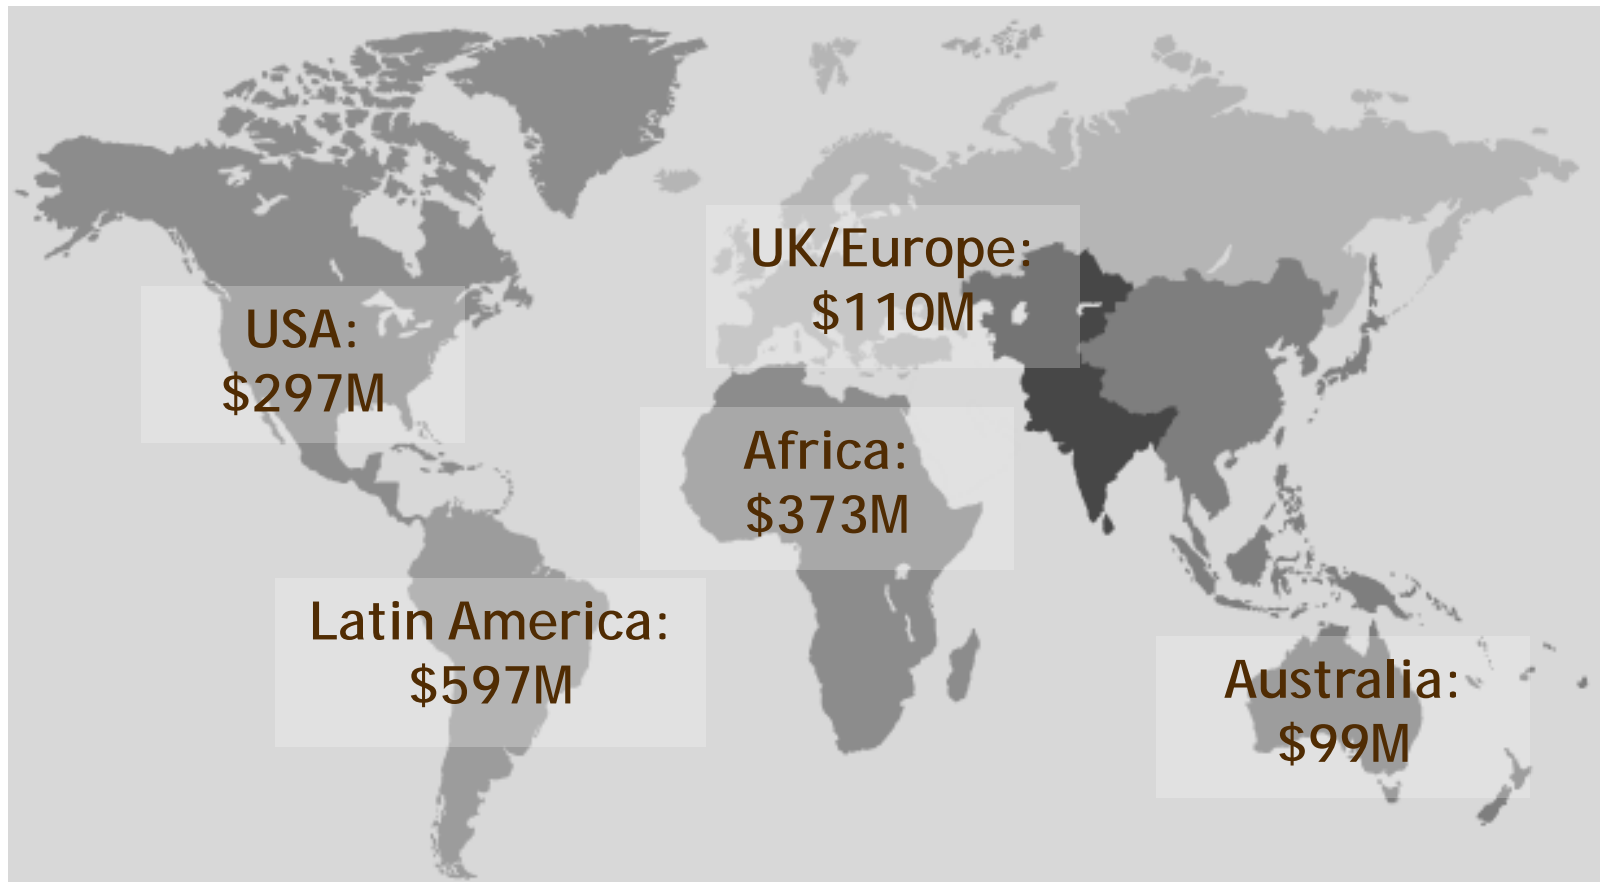 UK/Europe:
$110M
USA:
$297M
Africa:
$373M
Latin America:
$597M
Australia:
$99M